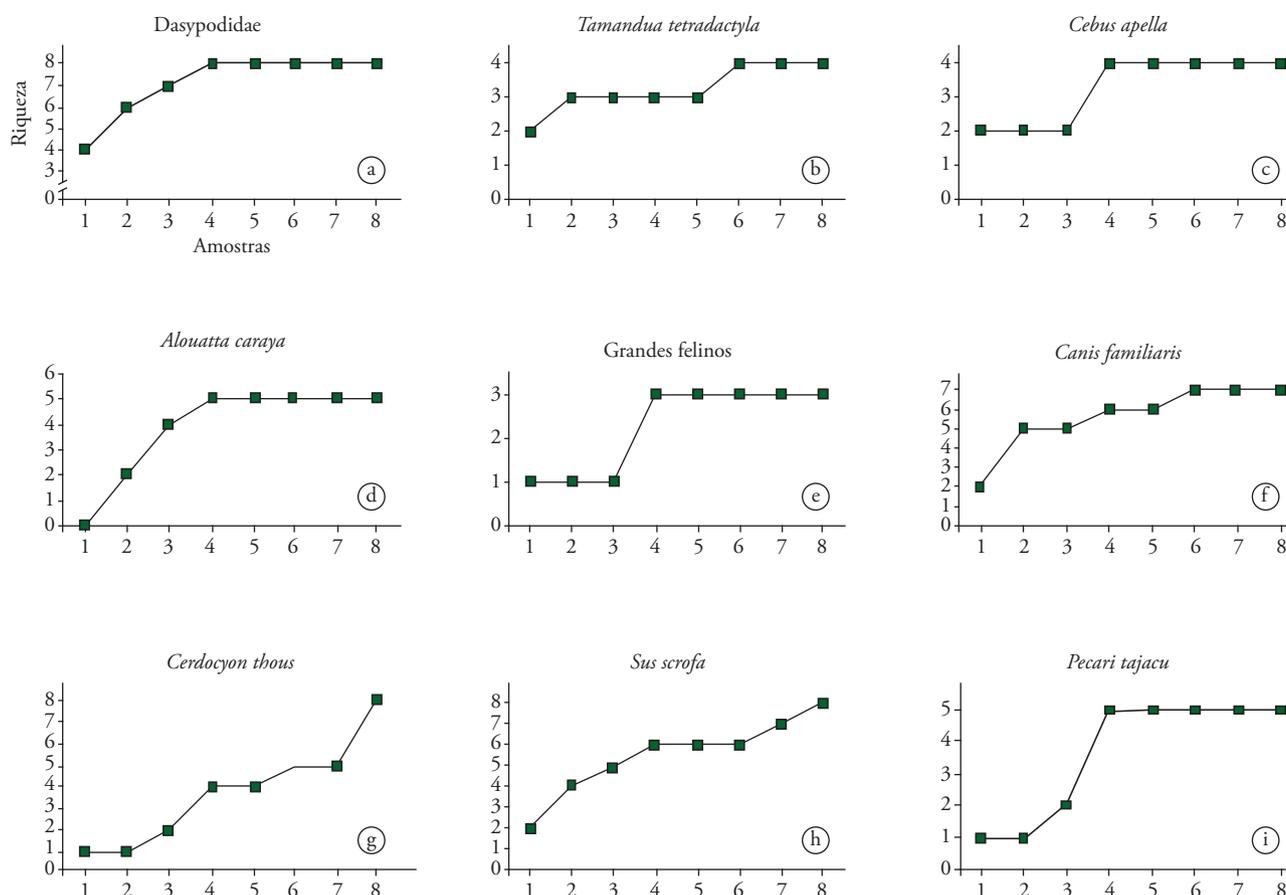 Dasypodidae
Riqueza
8
7
6
5
4
3
0
1 2 3 4 5 6 7 8
Amostras
a
Tamandua tetradactyla
4
3
2
1
0
1 2 3 4 5 6 7 8
b
Cebus apella
4
3
2
1
0
1 2 3 4 5 6 7 8
c
Alouatta caraya
6
5
4
3
2
1
0
1 2 3 4 5 6 7 8
d
Grandes felinos
3
2
1
0
1 2 3 4 5 6 7 8
e
Canis familiaris
7
6
5
4
3
2
1
0
1 2 3 4 5 6 7 8
f
Cerdocyon thous
8
7
6
5
4
3
2
1
0
1 2 3 4 5 6 7 8
g
Sus scrofa
8
7
6
5
4
3
2
1
0
1 2 3 4 5 6 7 8
h
Pecari tajacu
5
4
3
2
1
0
1 2 3 4 5 6 7 8
i